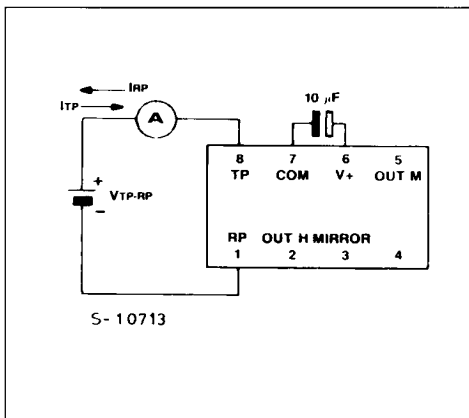 IRP
ITP
A
10 µF
+
VTP-RP
–
8 7 6 5
TP COM V+ OUT M
RP OUT H MIRROR
1 2 3 4
S-10713